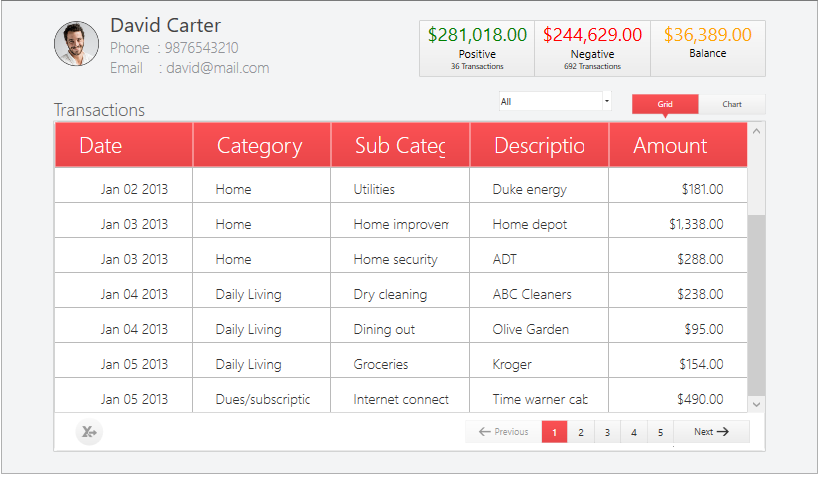 David Carter
Phone : 9876543210
Email : david@mail.com
$281,018.00 $244,629.00 $36,389.00
Positive Negative Balance
36 Transactions 692 Transactions
Transactions
All
Grid Chart
Date Category Sub Categ Descriptio Amount
Jan 02 2013 Home Utilities Duke energy $181.00
Jan 03 2013 Home Home improvem Home depot $1,338.00
Jan 03 2013 Home Home security ADT $288.00
Jan 04 2013 Daily Living Dry cleaning ABC Cleaners $238.00
Jan 04 2013 Daily Living Dining out Olive Garden $95.00
Jan 05 2013 Daily Living Groceries Kroger $154.00
Jan 05 2013 Dues/subscriptic Internet connect Time warner cab $490.00
Previous 1 2 3 4 5 Next